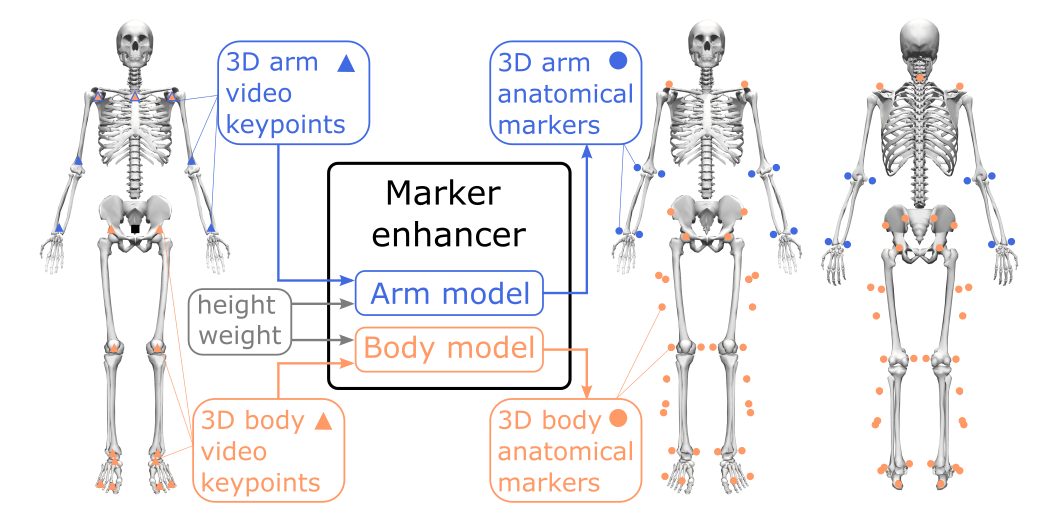 3D arm
video
keypoints
3D arm
anatomical
markers
Marker
enhancer
Arm model
height
weight
Body model
3D body
video
keypoints
3D body
anatomical
markers